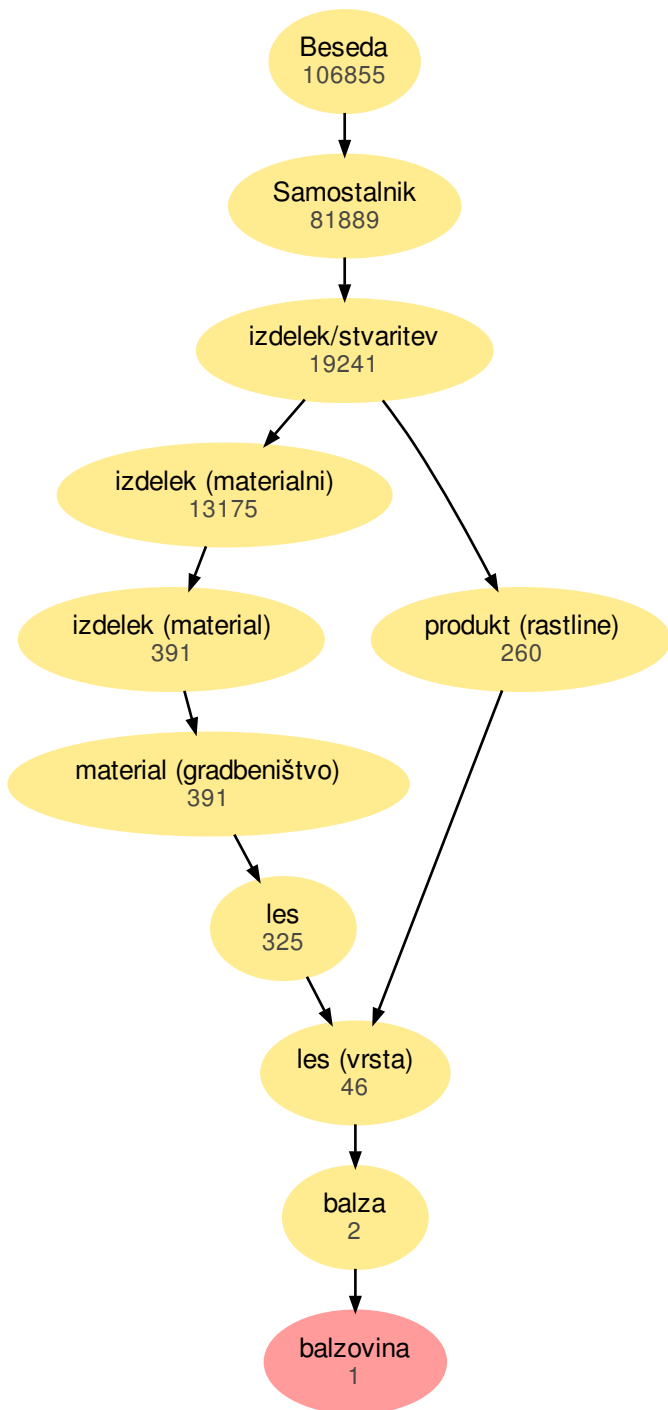 Beseda
106855
Samostalnik
81889
izdelek/stvaritev
19241
izdelek (materialni)
13175
izdelek (material)
391
produkt (rastline)
260
material (gradbeništvo)
391
les
325
les (vrsta)
46
balza
2
balzovina
1